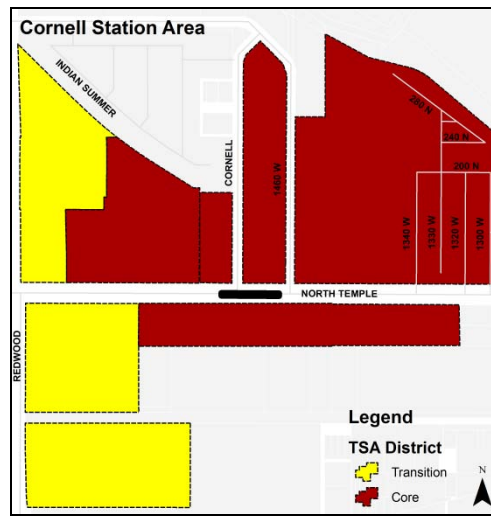 Cornell Station Area
INDIAN SUMMER
CORNELL
1460 W
280 N
240 N
200 N
1340 W
1330 W
1320 W
1300 W
NORTH TEMPLE
REDWOOD
Legend
TSA District
Transition
Core
N